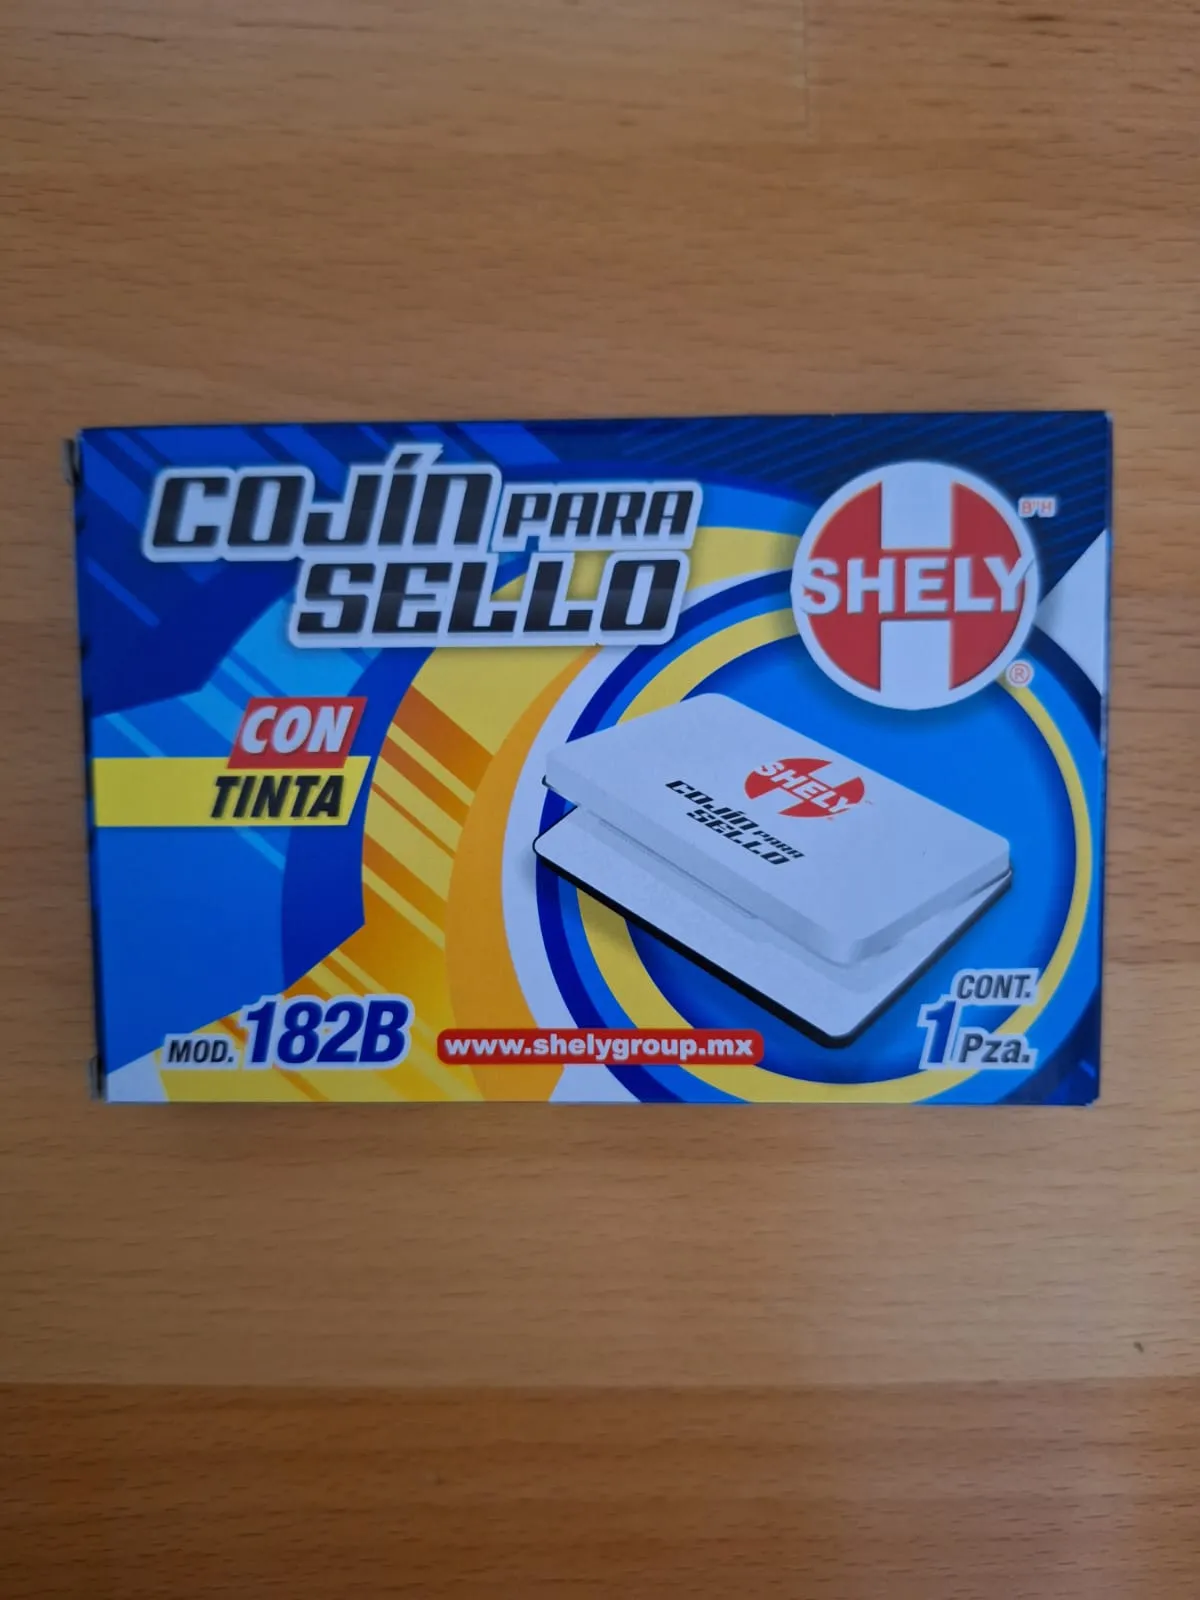 COJÍN PARA
SELLO
B"H
SHELY
®
CON
TINTA
SHELY
COJÍN PARA
SELLO
MOD. 182B
www.shelygroup.mx
CONT.
1 Pza.